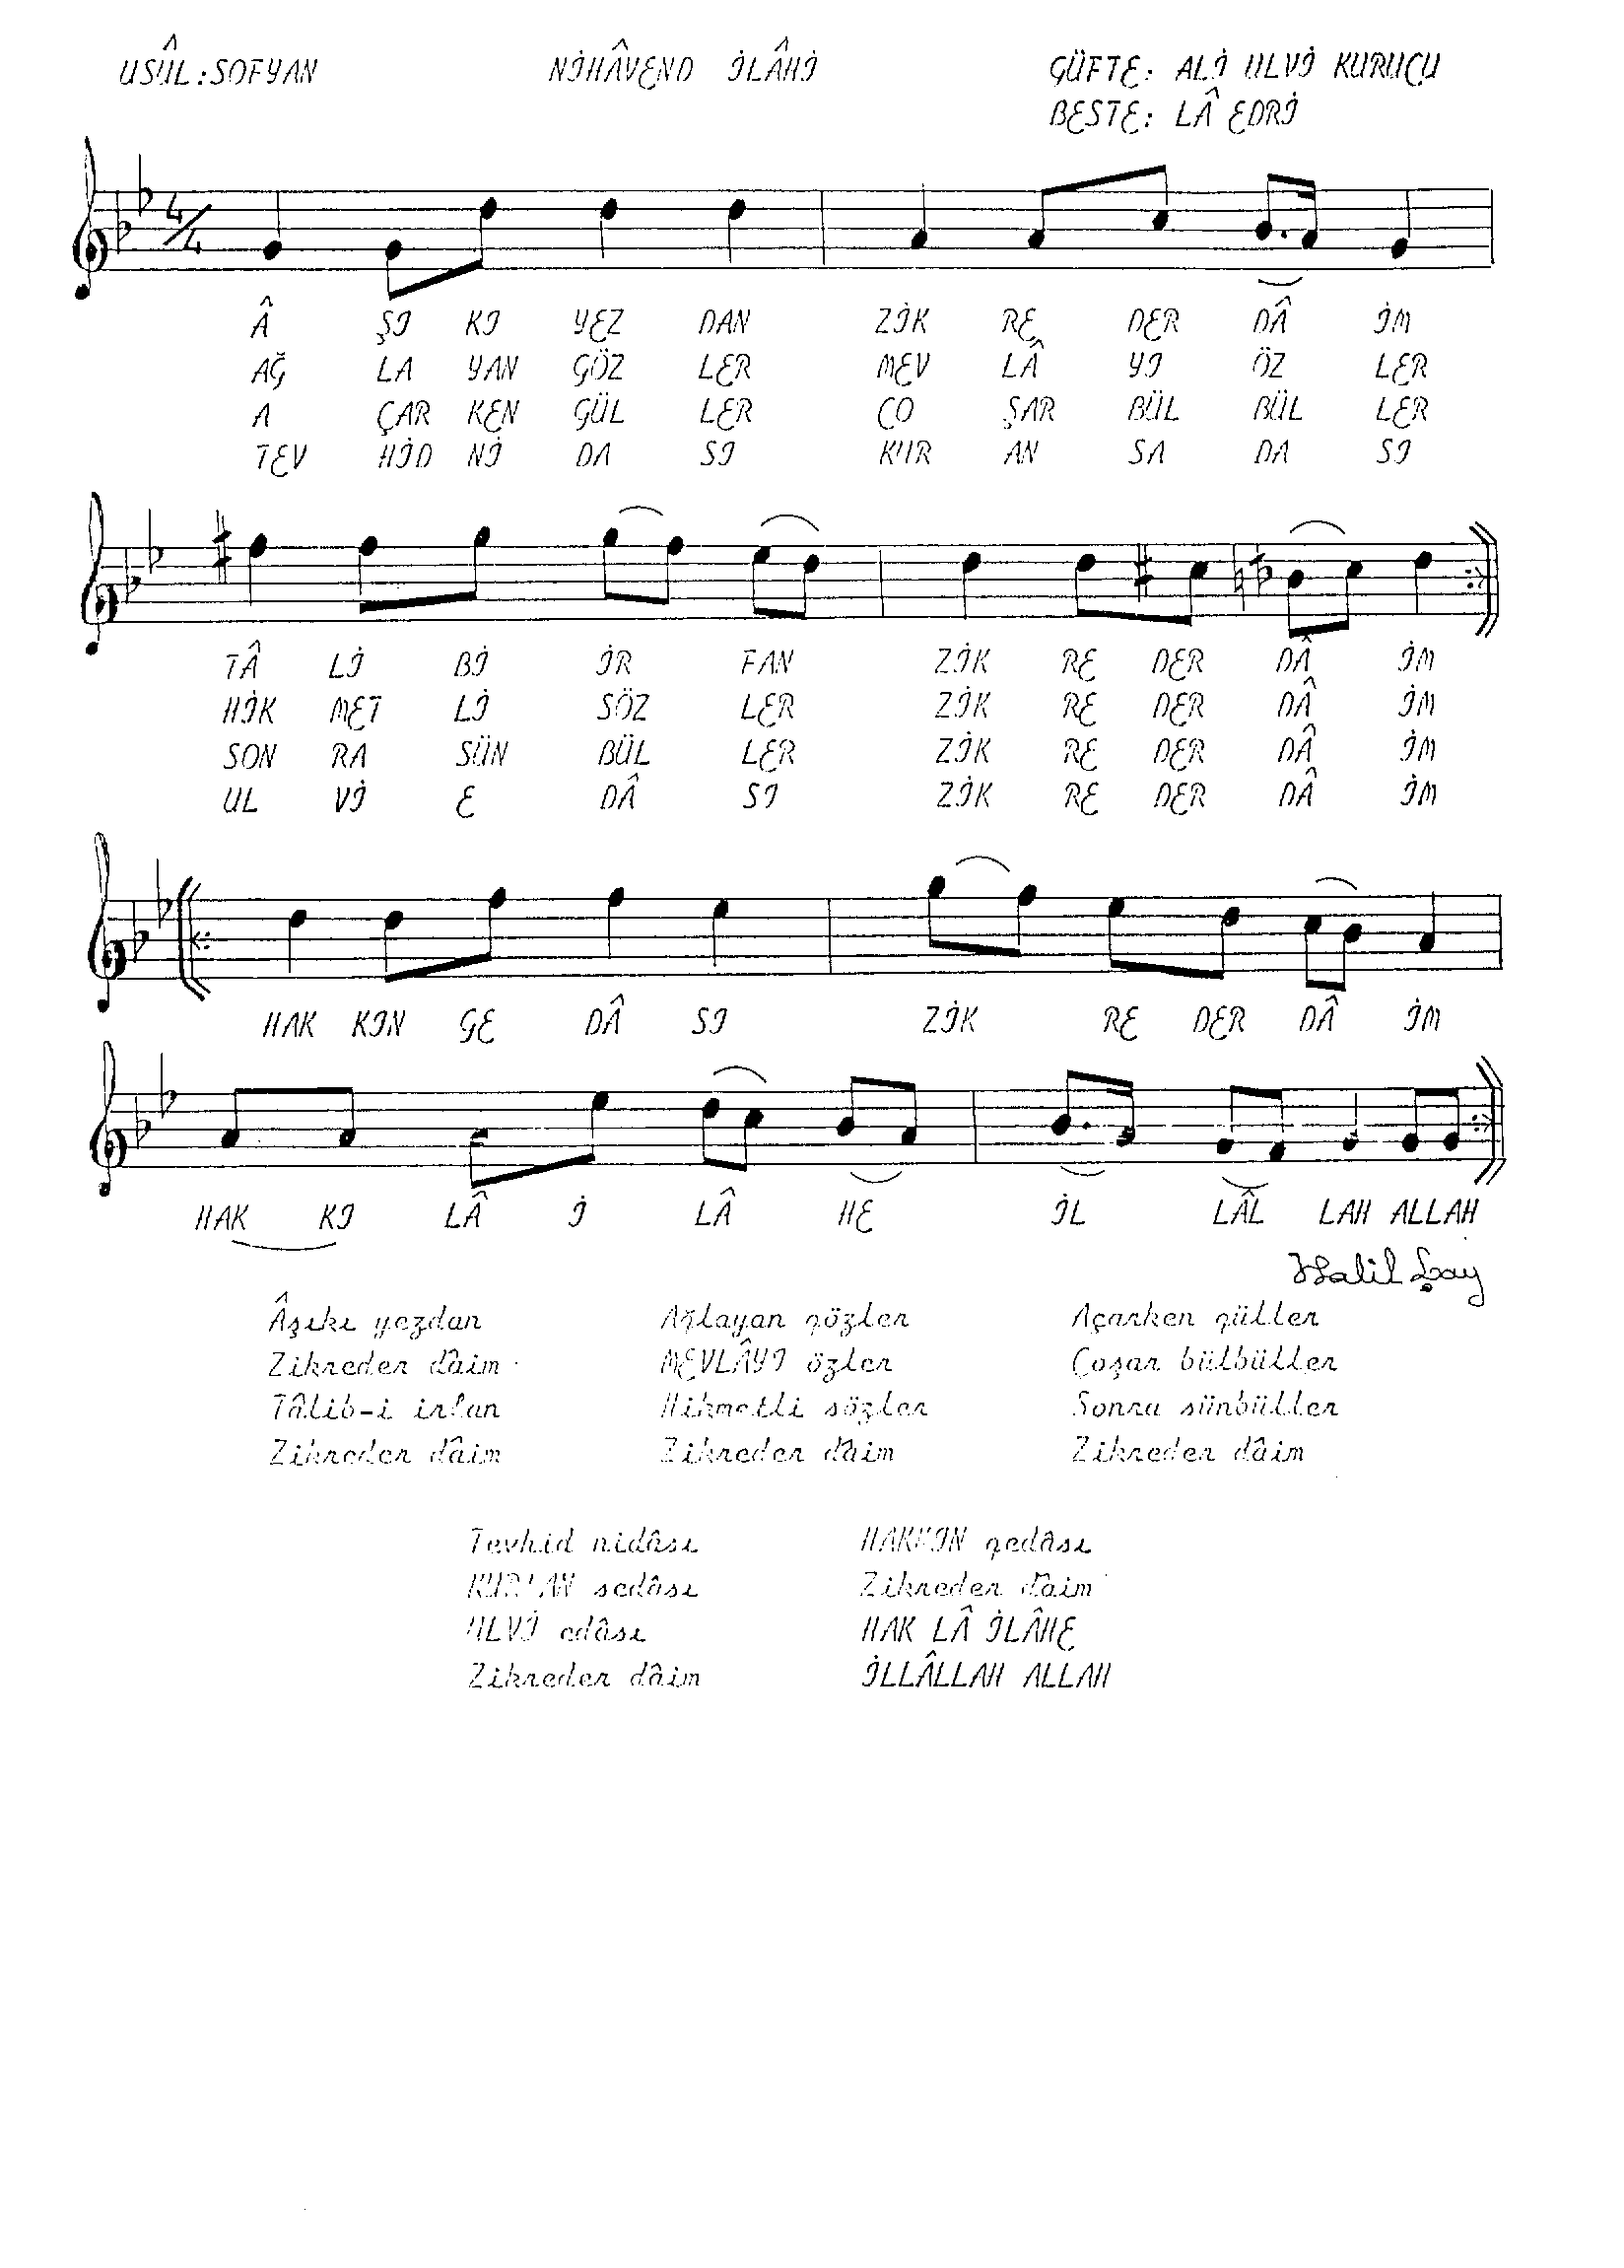 USÛL:SOFYAN NİHÂVEND İLÂHİ GÜFTE: ALİ ULVİ KURUCU
BESTE: LÂ EDRİ
4/4
Â ŞI KI YEZ DAN ZİK RE DER DÂ İM
AĞ LA YAN GÖZ LER MEV LÂ YI ÖZ LER
A ÇAR KEN GÜL LER CO ŞAR BÜL BÜL LER
TEV HİD Nİ DA SI KUR AN SA DA SI
TÂ Lİ Bİ İR FAN ZİK RE DER DÂ İM
HİK MET Lİ SÖZ LER ZİK RE DER DÂ İM
SON RA SÜN BÜL LER ZİK RE DER DÂ İM
UL Vİ E DÂ SI ZİK RE DER DÂ İM
HAK KIN GE DÂ SI ZİK RE DER DÂ İM
HAK KI LÂ İ LÂ HE İL LÂL LAH ALLAH
Halil Çay
Âşıkı yezdan
Zikreder dâim
Tâlib-i irfan
Zikreder dâim
Ağlayan gözler
MEVLÂYI özler
Hikmetli sözler
Zikreder dâim
Açarken güller
Coşar bülbüller
Sonra sünbüller
Zikreder dâim
Tevhid nidâsı
KUR'AN sedâsı
ULVİ edâsı
Zikreder dâim
HAKKIN gedâsı
Zikreder dâim
HAK LÂ İLÂHE
İLLÂLLAH ALLAH